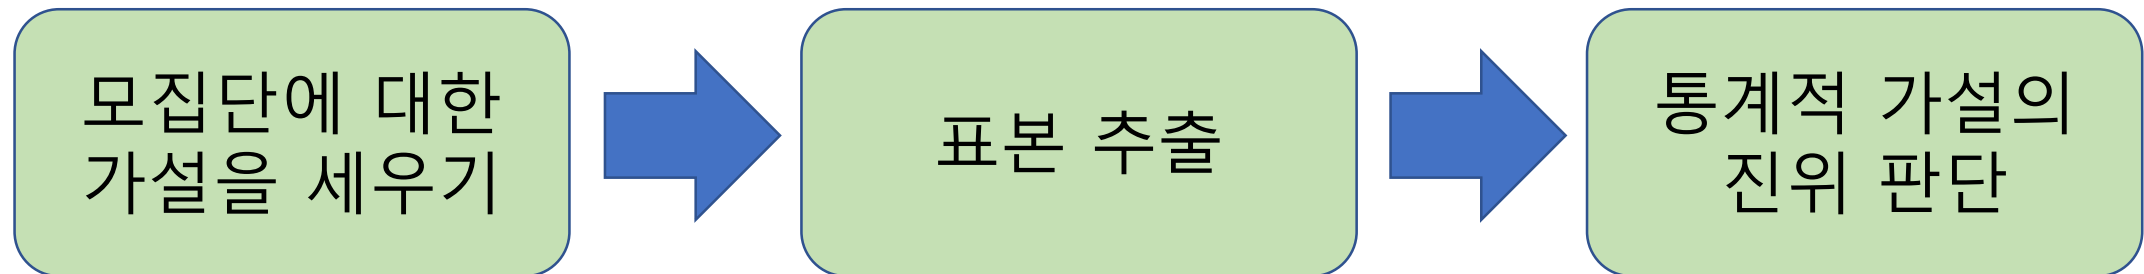 모집단에 대한
가설을 세우기
표본 추출
통계적 가설의
진위 판단